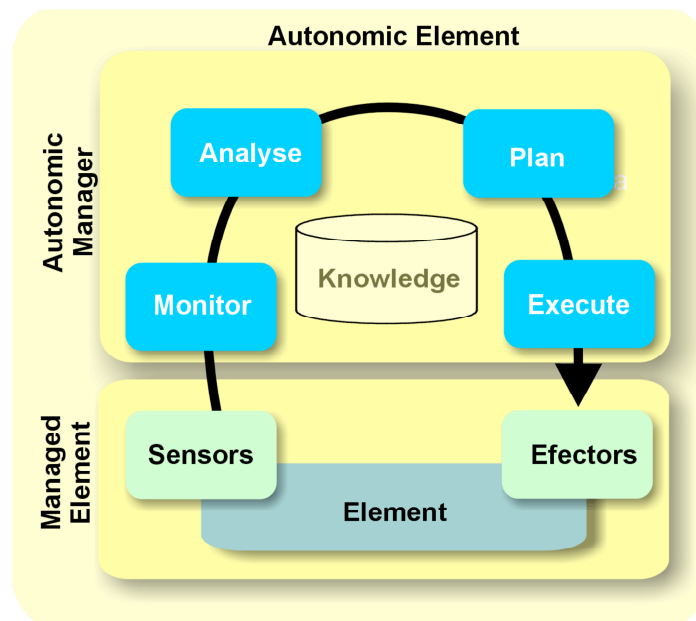 Autonomic Element
Autonomic
Manager
Analyse
Plan
a
Knowledge
Monitor
Execute
Managed
Element
Sensors
Efectors
Element